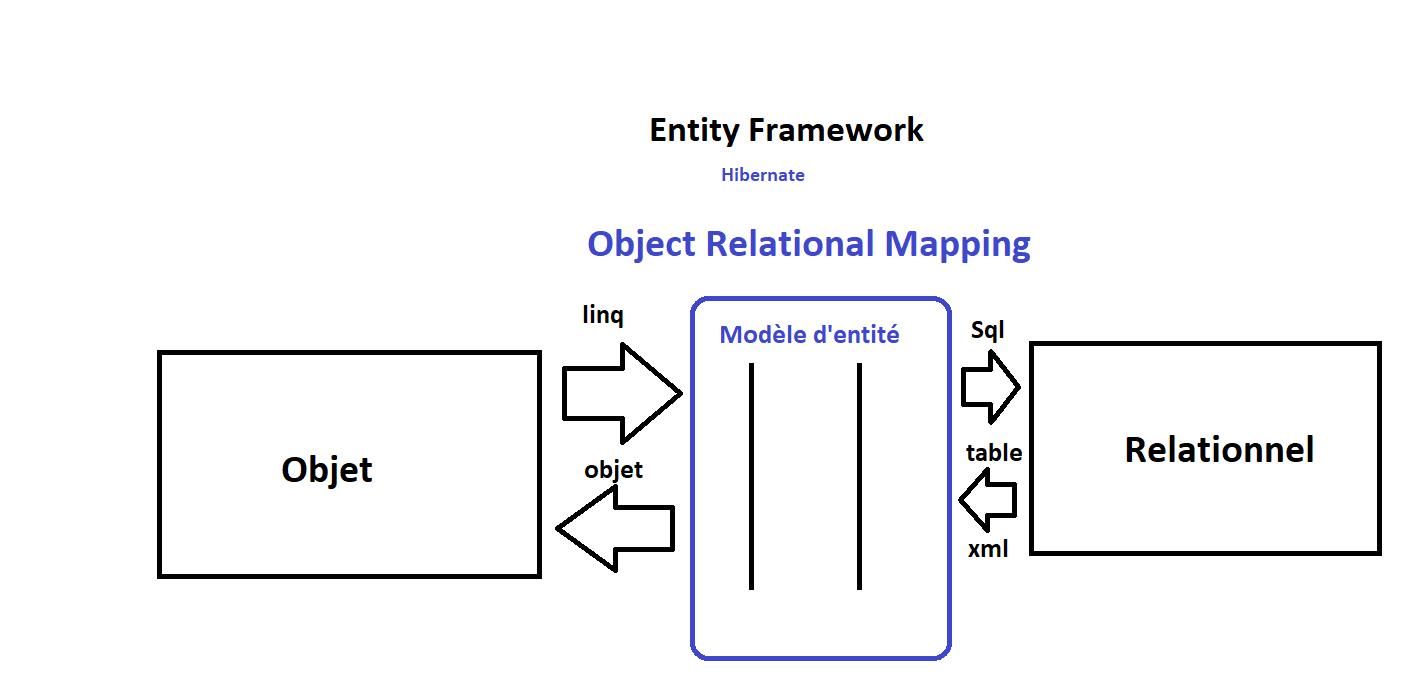 Entity Framework
Hibernate
Object Relational Mapping
linq
Modèle d'entité
Sql
Objet
objet
table
Relationnel
xml